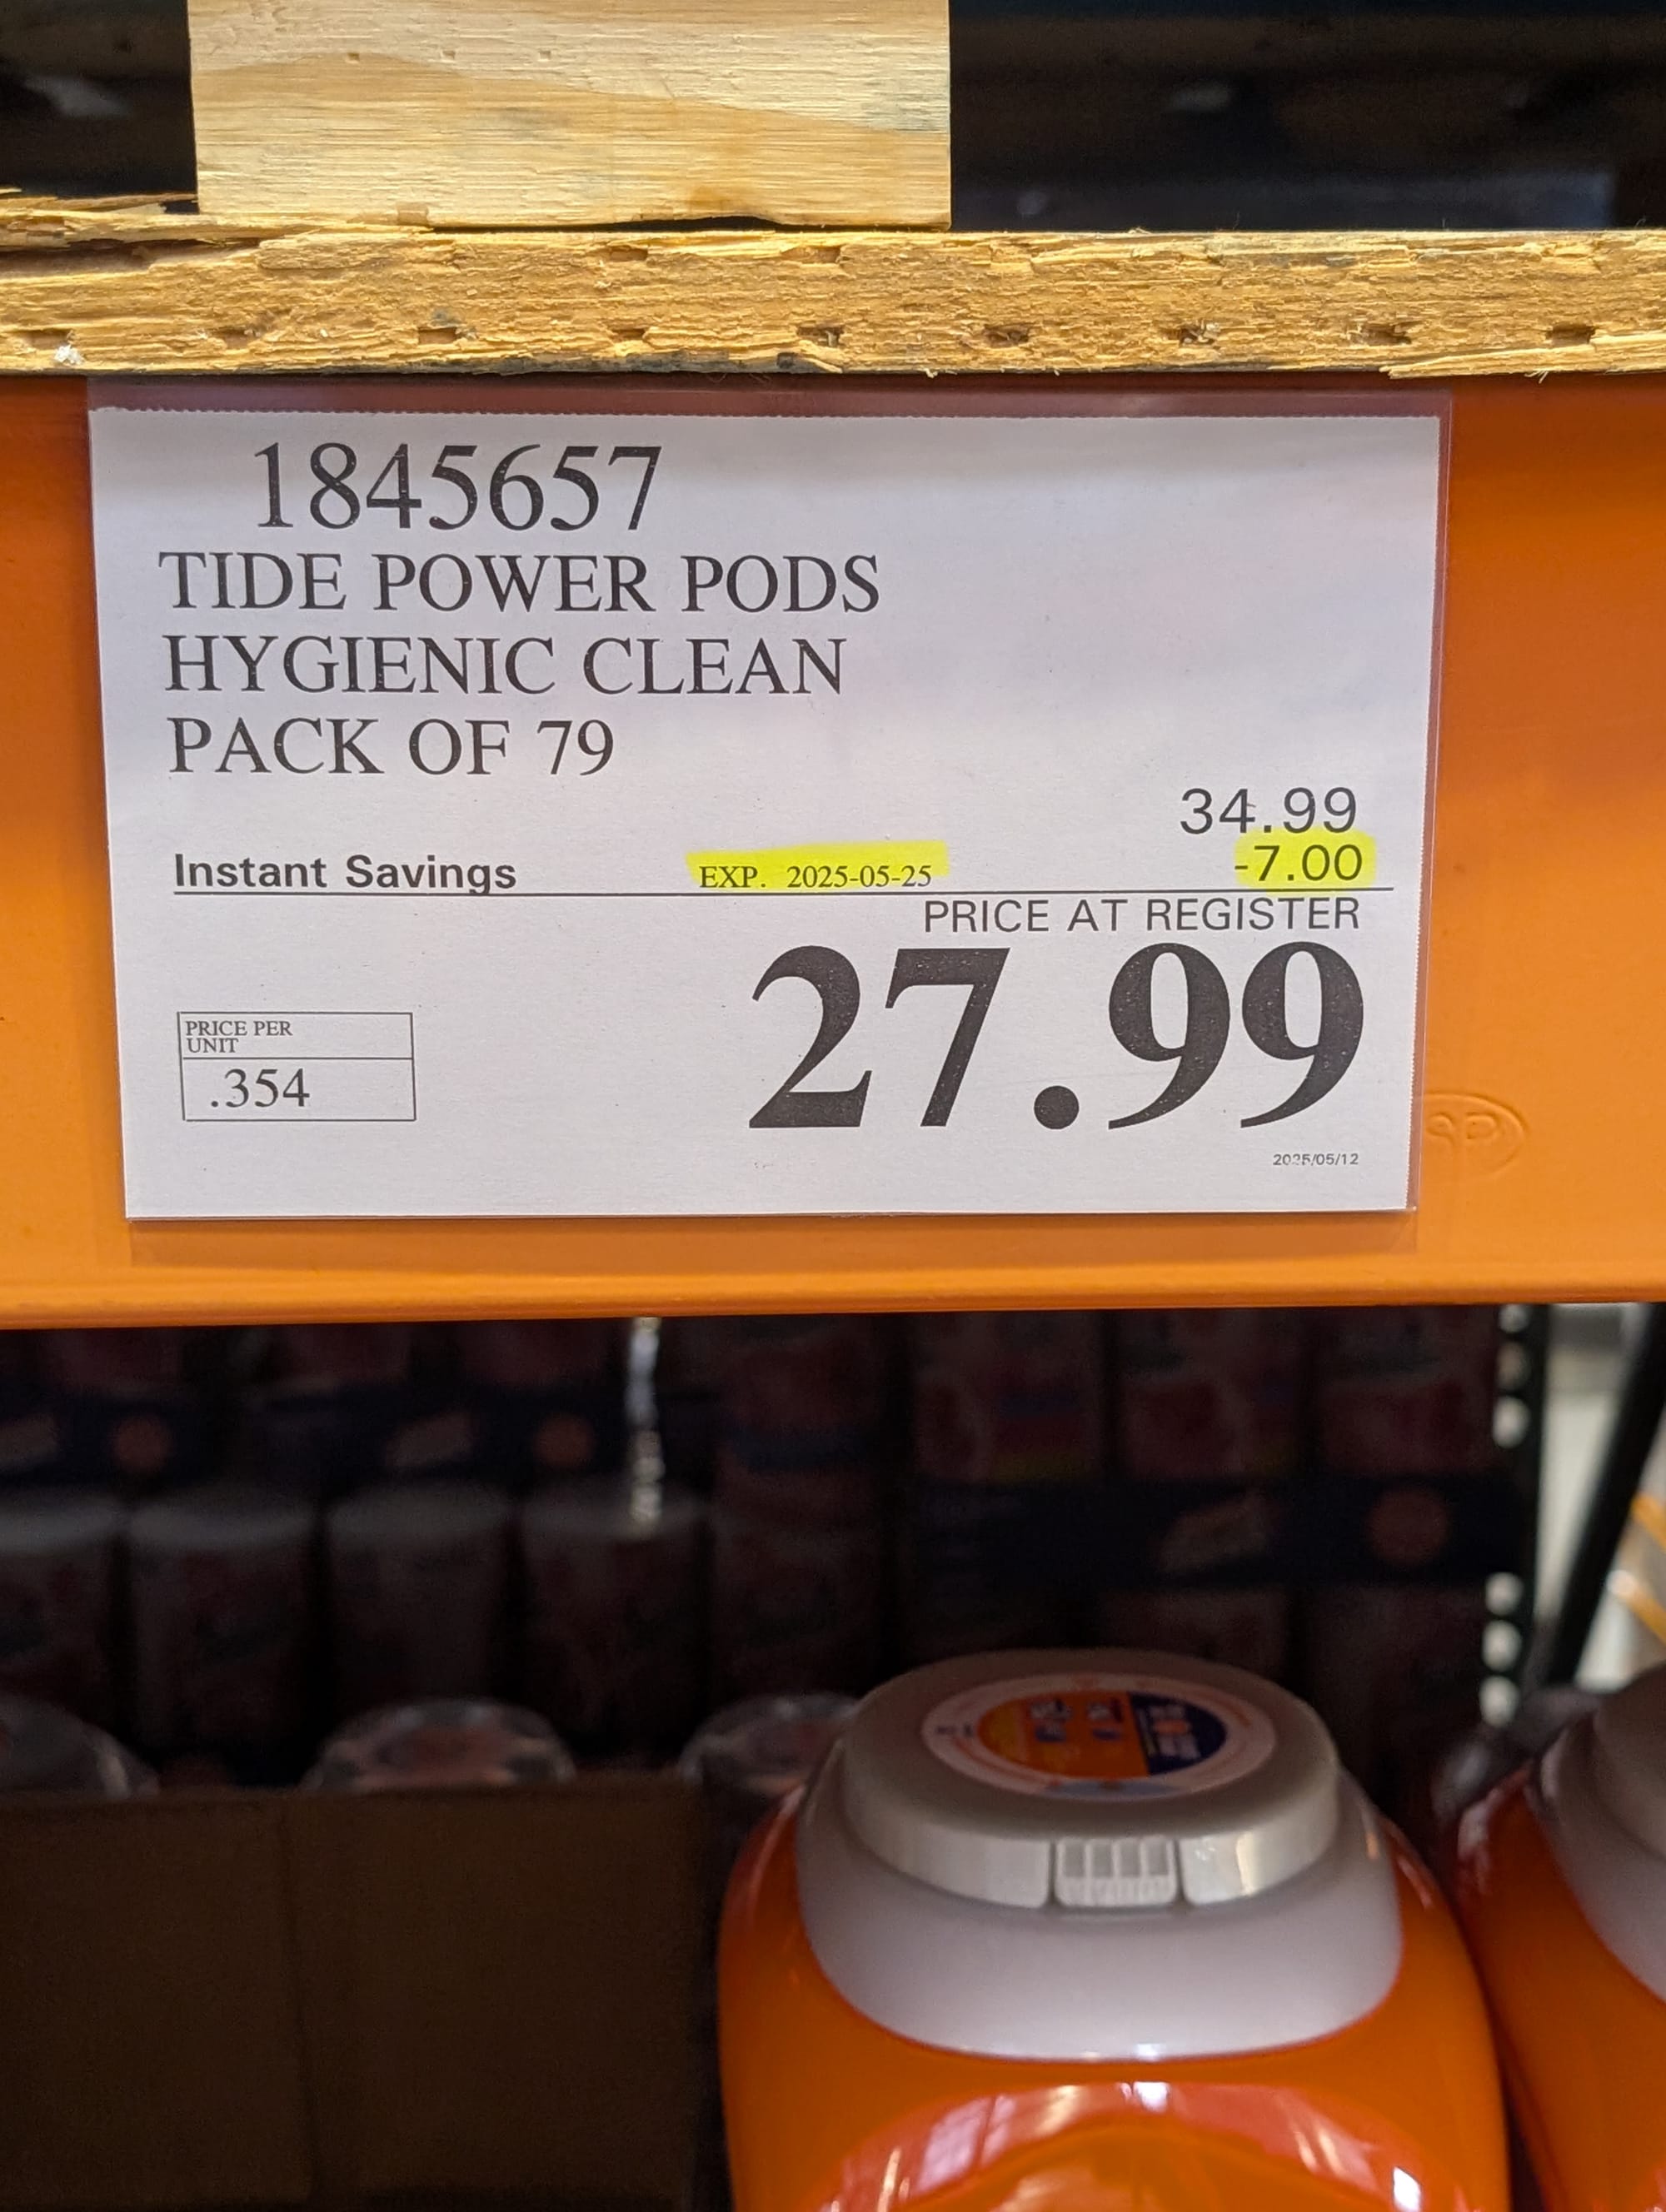 1845657
TIDE POWER PODS
HYGIENIC CLEAN
PACK OF 79
34.99
Instant Savings EXP. 2025-05-25 -7.00
PRICE AT REGISTER
27.99
PRICE PER
UNIT
.354
2025/05/12